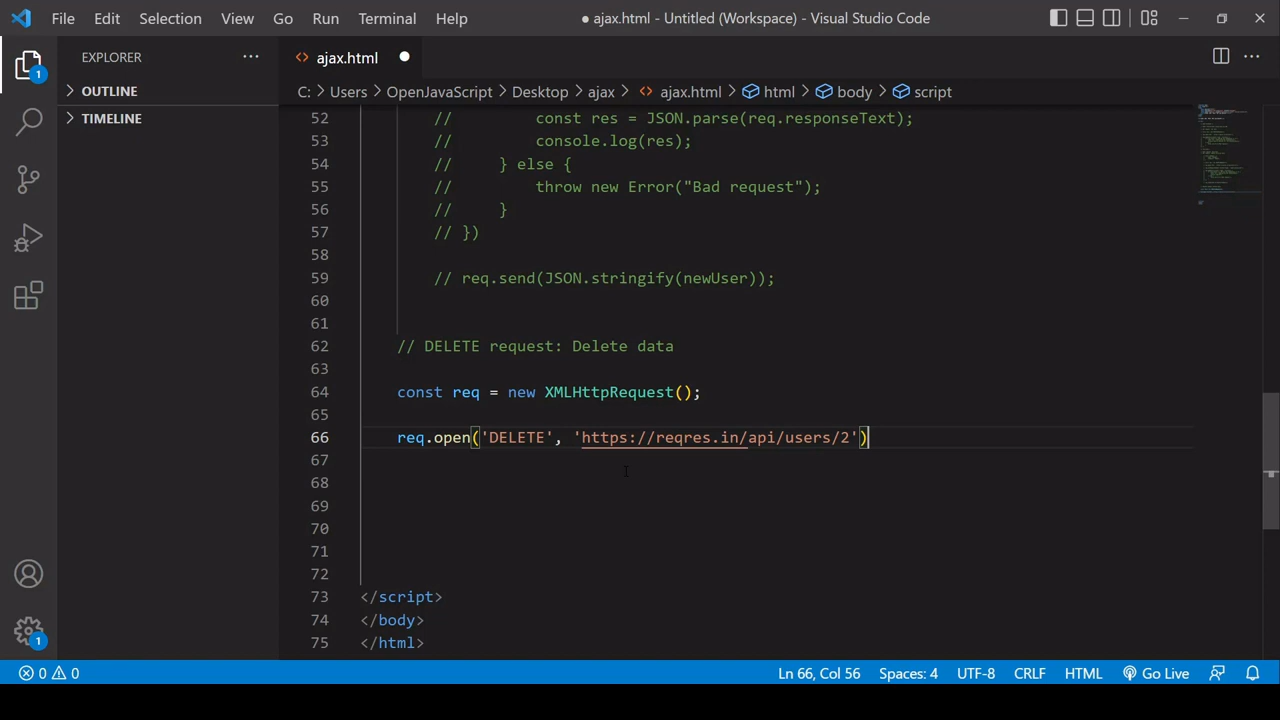 File Edit Selection View Go Run Terminal Help ● ajax.html - Untitled (Workspace) - Visual Studio Code
EXPLORER ··· <> ajax.html ●
OUTLINE
TIMELINE
C: > Users > OpenJavaScript > Desktop > ajax > <> ajax.html > html > body > script
52 // const res = JSON.parse(req.responseText);
53 // console.log(res);
54 // } else {
55 // throw new Error("Bad request");
56 // }
57 // })
58
59 // req.send(JSON.stringify(newUser));
60
61
62 // DELETE request: Delete data
63
64 const req = new XMLHttpRequest();
65
66 req.open('DELETE', 'https://reqres.in/api/users/2')
67
68
69
70
71
72
73 </script>
74 </body>
75 </html>
1
1
0 0 Ln 66, Col 56 Spaces: 4 UTF-8 CRLF HTML Go Live